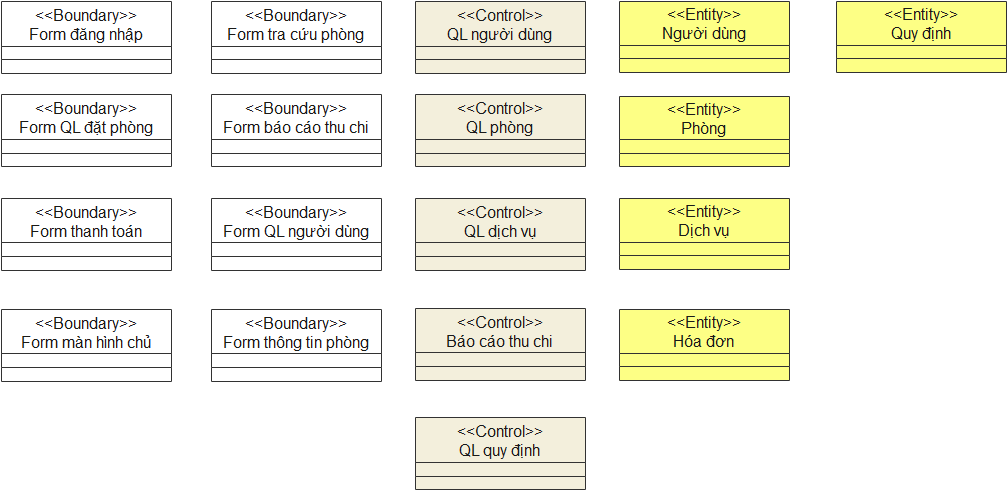 <<Boundary>>
Form đăng nhập
<<Boundary>>
Form tra cứu phòng
<<Control>>
QL người dùng
<<Entity>>
Người dùng
<<Entity>>
Quy định
<<Boundary>>
Form QL đặt phòng
<<Boundary>>
Form báo cáo thu chi
<<Control>>
QL phòng
<<Entity>>
Phòng
<<Boundary>>
Form thanh toán
<<Boundary>>
Form QL người dùng
<<Control>>
QL dịch vụ
<<Entity>>
Dịch vụ
<<Boundary>>
Form màn hình chủ
<<Boundary>>
Form thông tin phòng
<<Control>>
Báo cáo thu chi
<<Entity>>
Hóa đơn
<<Control>>
QL quy định